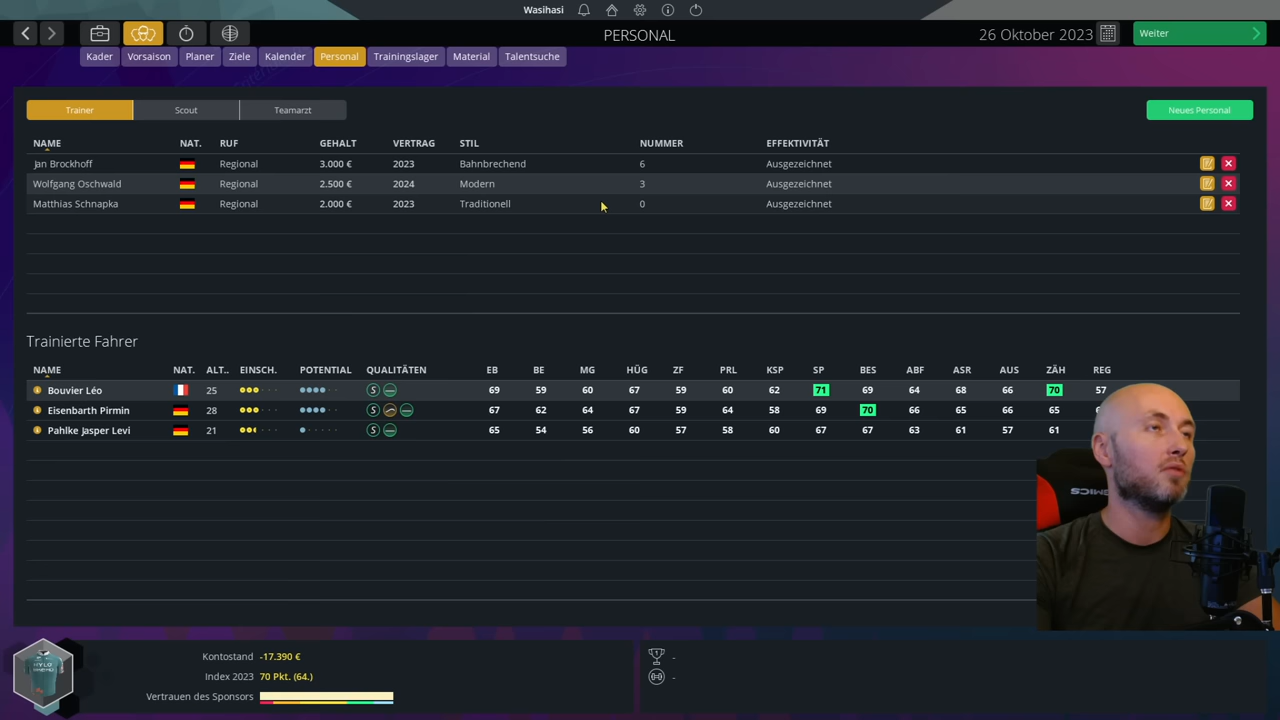 Wasihasi
PERSONAL
26 Oktober 2023
Weiter
Kader Vorsaison Planer Ziele Kalender Personal Trainingslager Material Talentsuche
Trainer Scout Teamarzt Neues Personal
NAME NAT. RUF GEHALT VERTRAG STIL NUMMER EFFEKTIVITÄT
Jan Brockhoff Regional 3.000 € 2023 Bahnbrechend 6 Ausgezeichnet
Wolfgang Oschwald Regional 2.500 € 2024 Modern 3 Ausgezeichnet
Matthias Schnapka Regional 2.000 € 2023 Traditionell 0 Ausgezeichnet
Trainierte Fahrer
NAME NAT. ALT.. EINSCH. POTENTIAL QUALITÄTEN EB BE MG HÜG ZF PRL KSP SP BES ABF ASR AUS ZÄH REG
Bouvier Léo 25 S 69 59 60 67 59 60 62 71 69 64 68 66 70 57
Eisenbarth Pirmin 28 S 67 62 64 67 59 64 58 69 70 66 65 66 65
Pahlke Jasper Levi 21 S 65 54 56 60 57 58 60 67 67 63 61 57 61
Kontostand -17.390 €
Index 2023 70 Pkt. (64.)
Vertrauen des Sponsors
-
-